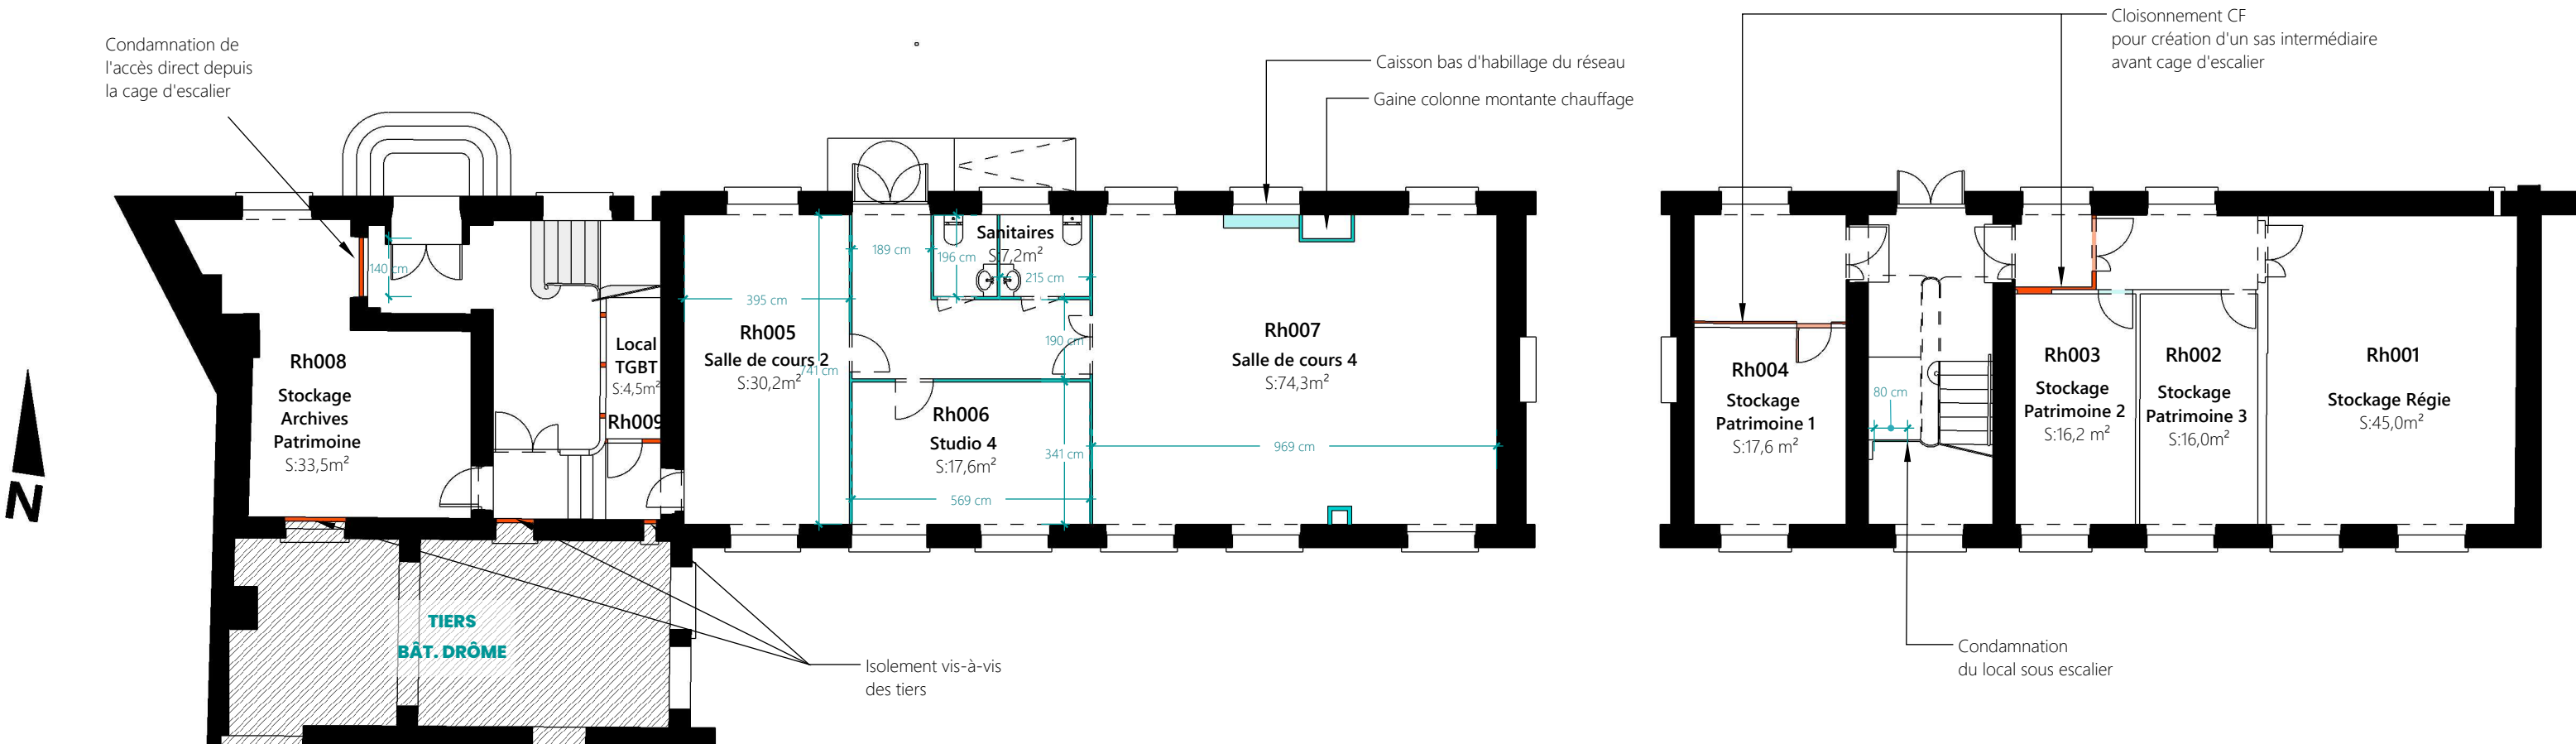 Condamnation de
l'accès direct depuis
la cage d'escalier
Caisson bas d'habillage du réseau
Gaine colonne montante chauffage
Cloisonnement CF
pour création d'un sas intermédiaire
avant cage d'escalier
140 cm
189 cm
196 cm
Sanitaires
S:7,2m²
215 cm
395 cm
Rh005
Salle de cours 2
S:30,2m²
741 cm
190 cm
Rh007
Salle de cours 4
S:74,3m²
Local
TGBT
S:4,5m²
Rh009
Rh008
Stockage
Archives
Patrimoine
S:33,5m²
Rh006
Studio 4
S:17,6m²
341 cm
569 cm
969 cm
Rh004
Stockage
Patrimoine 1
S:17,6 m²
80 cm
Rh003
Stockage
Patrimoine 2
S:16,2 m²
Rh002
Stockage
Patrimoine 3
S:16,0m²
Rh001
Stockage Régie
S:45,0m²
N
TIERS
BÂT. DRÔME
Isolement vis-à-vis
des tiers
Condamnation
du local sous escalier